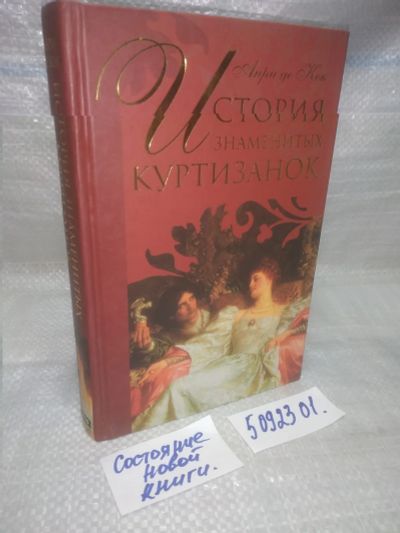 Анри де Кок
ИСТОРИЯ
ЗНАМЕНИТЫХ
КУРТИЗАНОК
Состояние
новой
книги.
5092301.